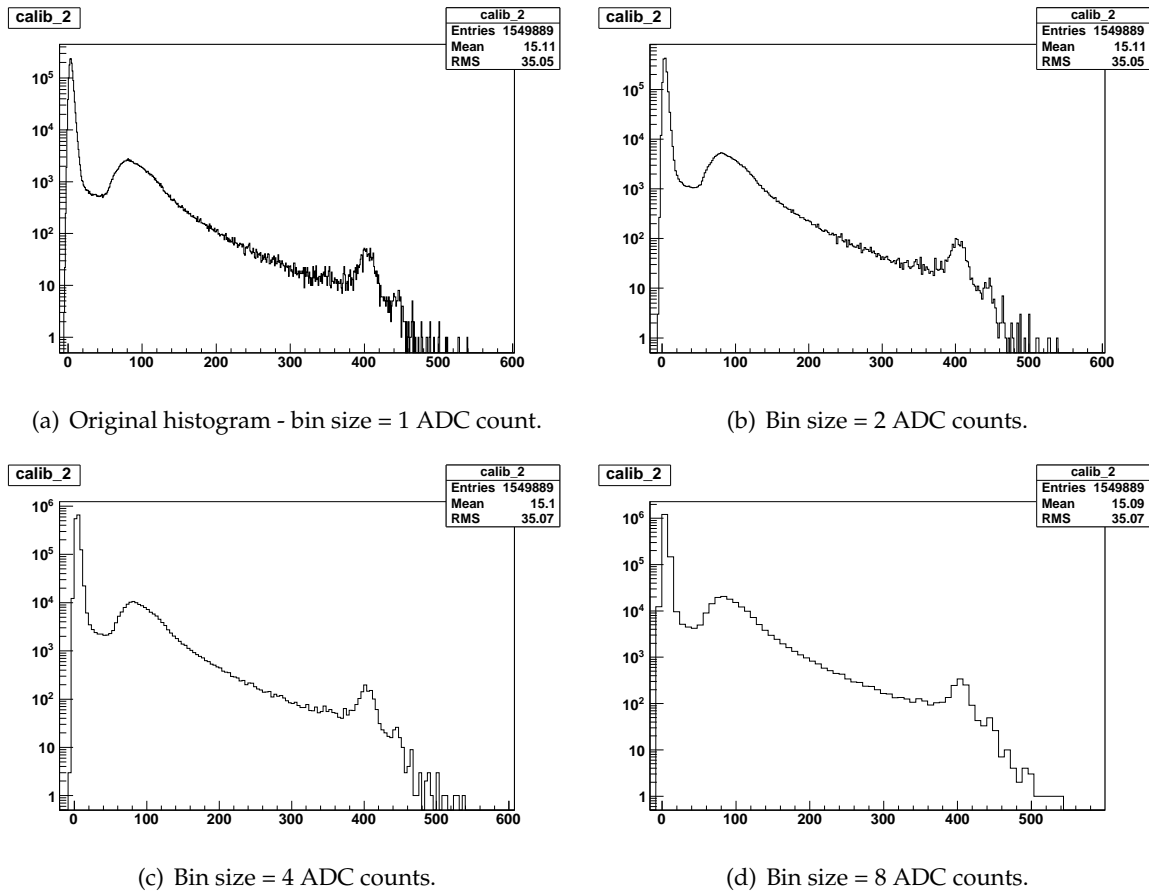 calib_2
calib_2
Entries 1549889
Mean 15.11
RMS 35.05
10^5
10^4
10^3
10^2
10
1
0 100 200 300 400 500 600
(a) Original histogram - bin size = 1 ADC count.
calib_2
calib_2
Entries 1549889
Mean 15.11
RMS 35.05
10^5
10^4
10^3
10^2
10
1
0 100 200 300 400 500 600
(b) Bin size = 2 ADC counts.
calib_2
calib_2
Entries 1549889
Mean 15.1
RMS 35.07
10^6
10^5
10^4
10^3
10^2
10
1
0 100 200 300 400 500 600
(c) Bin size = 4 ADC counts.
calib_2
calib_2
Entries 1549889
Mean 15.09
RMS 35.07
10^6
10^5
10^4
10^3
10^2
10
1
0 100 200 300 400 500
(d) Bin size = 8 ADC counts.